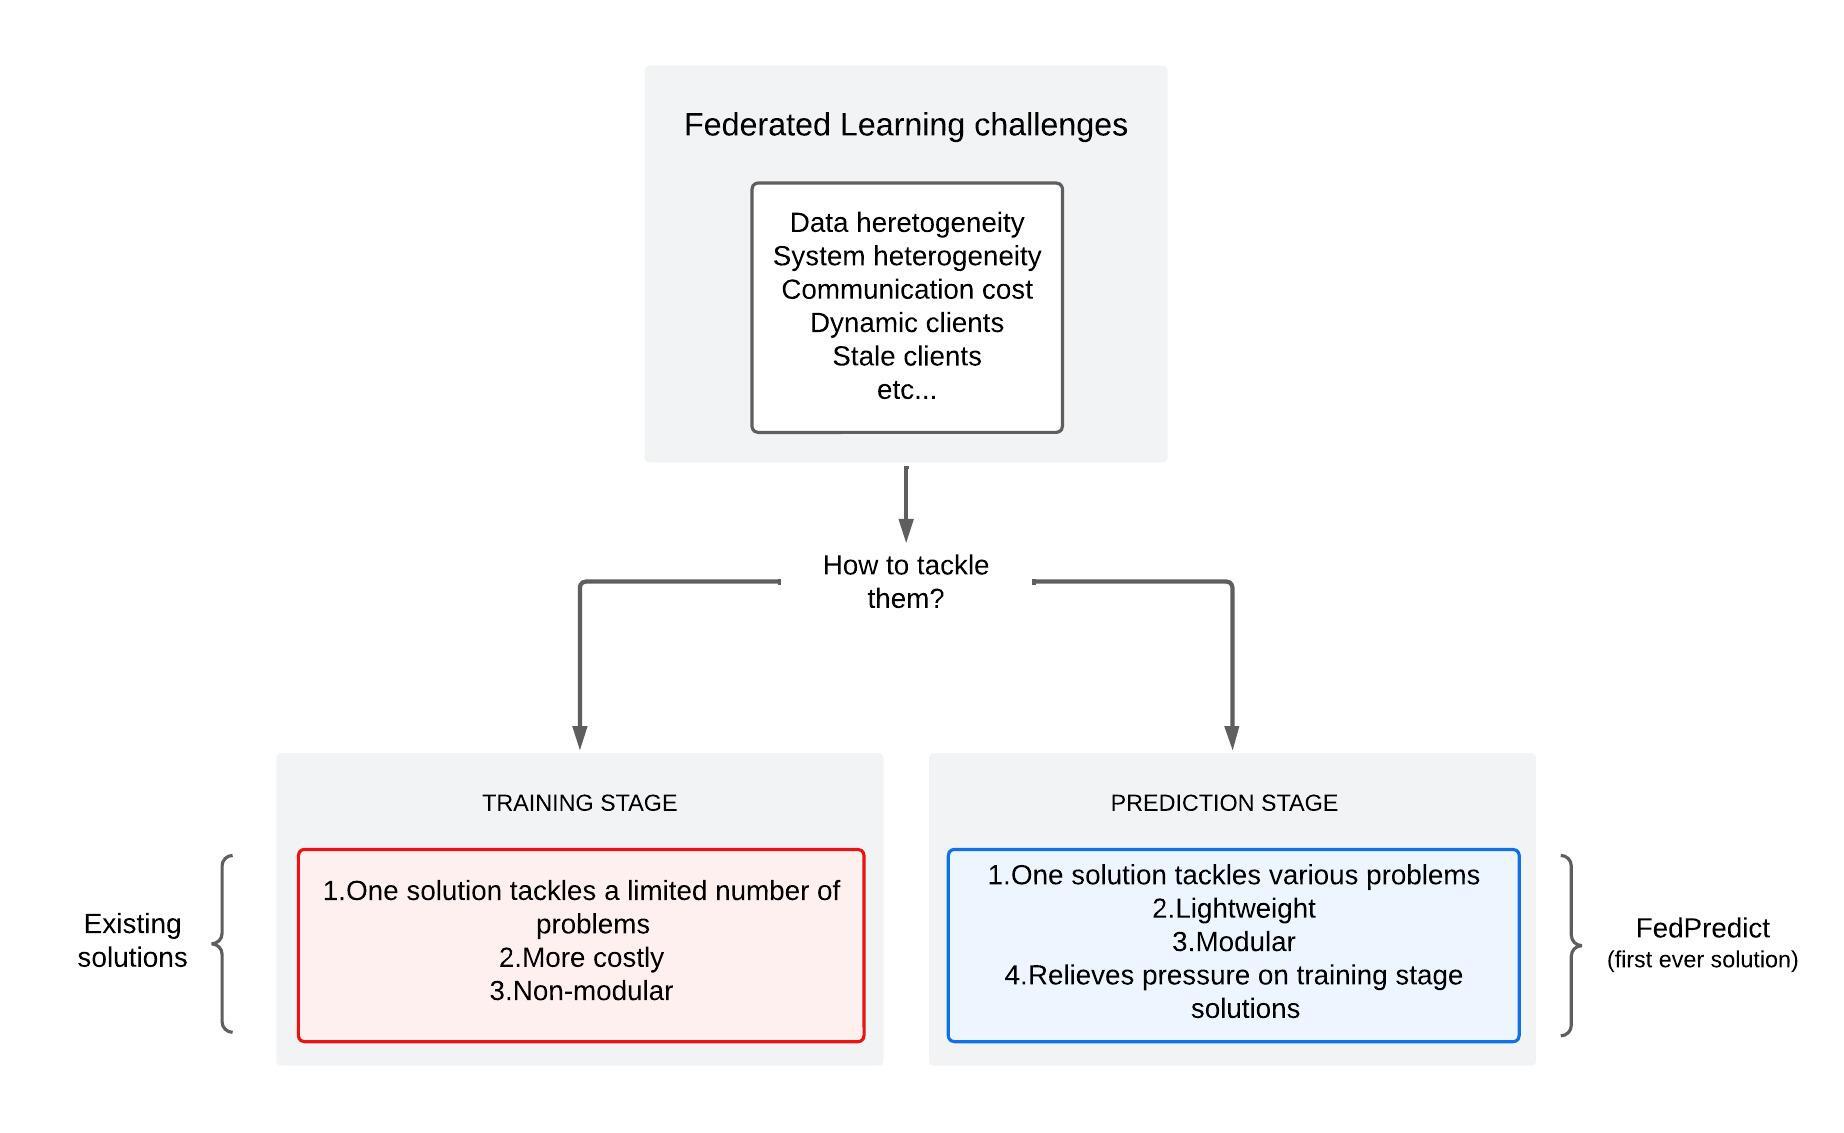 Federated Learning challenges
Data heretogeneity
System heterogeneity
Communication cost
Dynamic clients
Stale clients
etc...
How to tackle
them?
TRAINING STAGE
1.One solution tackles a limited number of
problems
2.More costly
3.Non-modular
Existing
solutions
PREDICTION STAGE
1.One solution tackles various problems
2.Lightweight
3.Modular
4.Relieves pressure on training stage
solutions
FedPredict
(first ever solution)